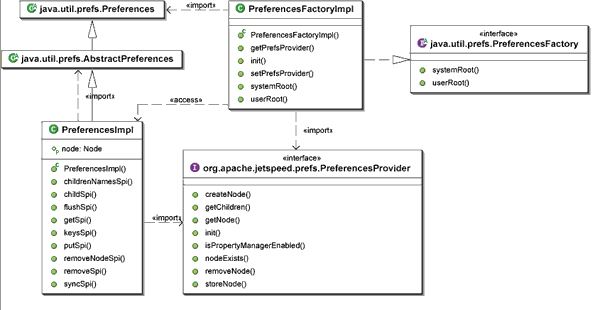 java.util.prefs.Preferences
«import»
PreferencesFactoryImpl
PreferencesFactoryImpl()
getPrefsProvider()
init()
setPrefsProvider()
systemRoot()
userRoot()
«interface»
java.util.prefs.PreferencesFactory
systemRoot()
userRoot()
java.util.prefs.AbstractPreferences
«import»
«access»
«import»
PreferencesImpl
node: Node
PreferencesImpl()
childrenNamesSpi()
childSpi()
flushSpi()
getSpi()
keysSpi()
putSpi()
removeNodeSpi()
removeSpi()
syncSpi()
«import»
«interface»
org.apache.jetspeed.prefs.PreferencesProvider
createNode()
getChildren()
getNode()
init()
isPropertyManagerEnabled()
nodeExists()
removeNode()
storeNode()